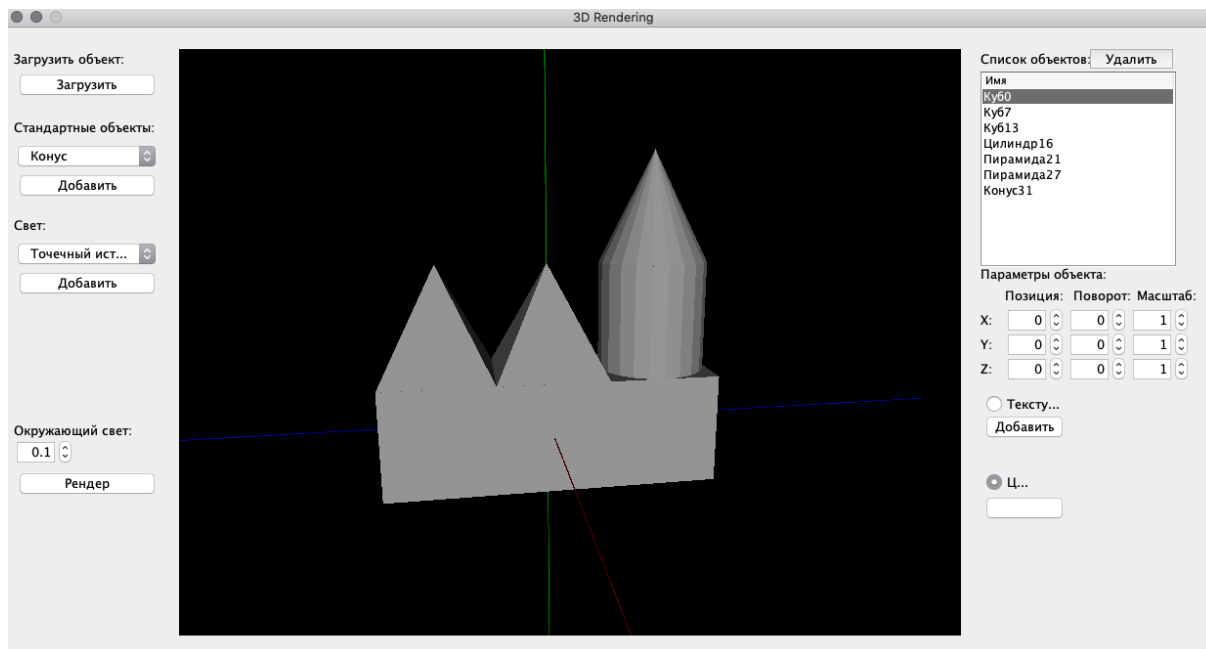 3D Rendering
Загрузить объект:
Загрузить
Стандартные объекты:
Конус
Добавить
Свет:
Точечный ист...
Добавить
Окружающий свет:
0.1
Рендер
Список объектов: Удалить
Имя
Куб0
Куб7
Куб13
Цилиндр16
Пирамида21
Пирамида27
Конус31
Параметры объекта:
Позиция: Поворот: Масштаб:
X: 0 0 1
Y: 0 0 1
Z: 0 0 1
Тексту...
Добавить
Ц...